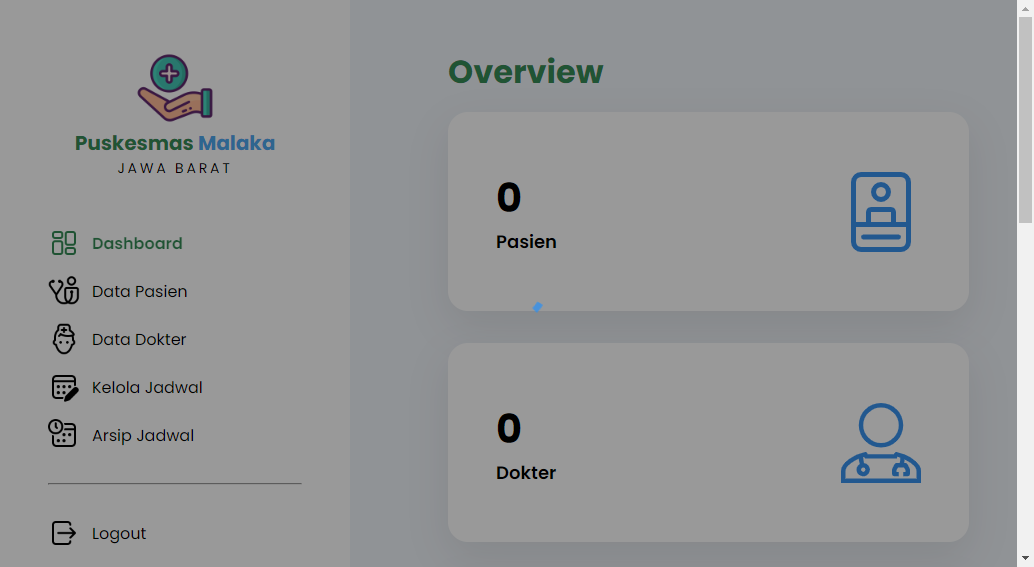 Puskesmas Malaka
JAWA BARAT
Dashboard
Data Pasien
Data Dokter
Kelola Jadwal
Arsip Jadwal
Logout
Overview
0
Pasien
0
Dokter